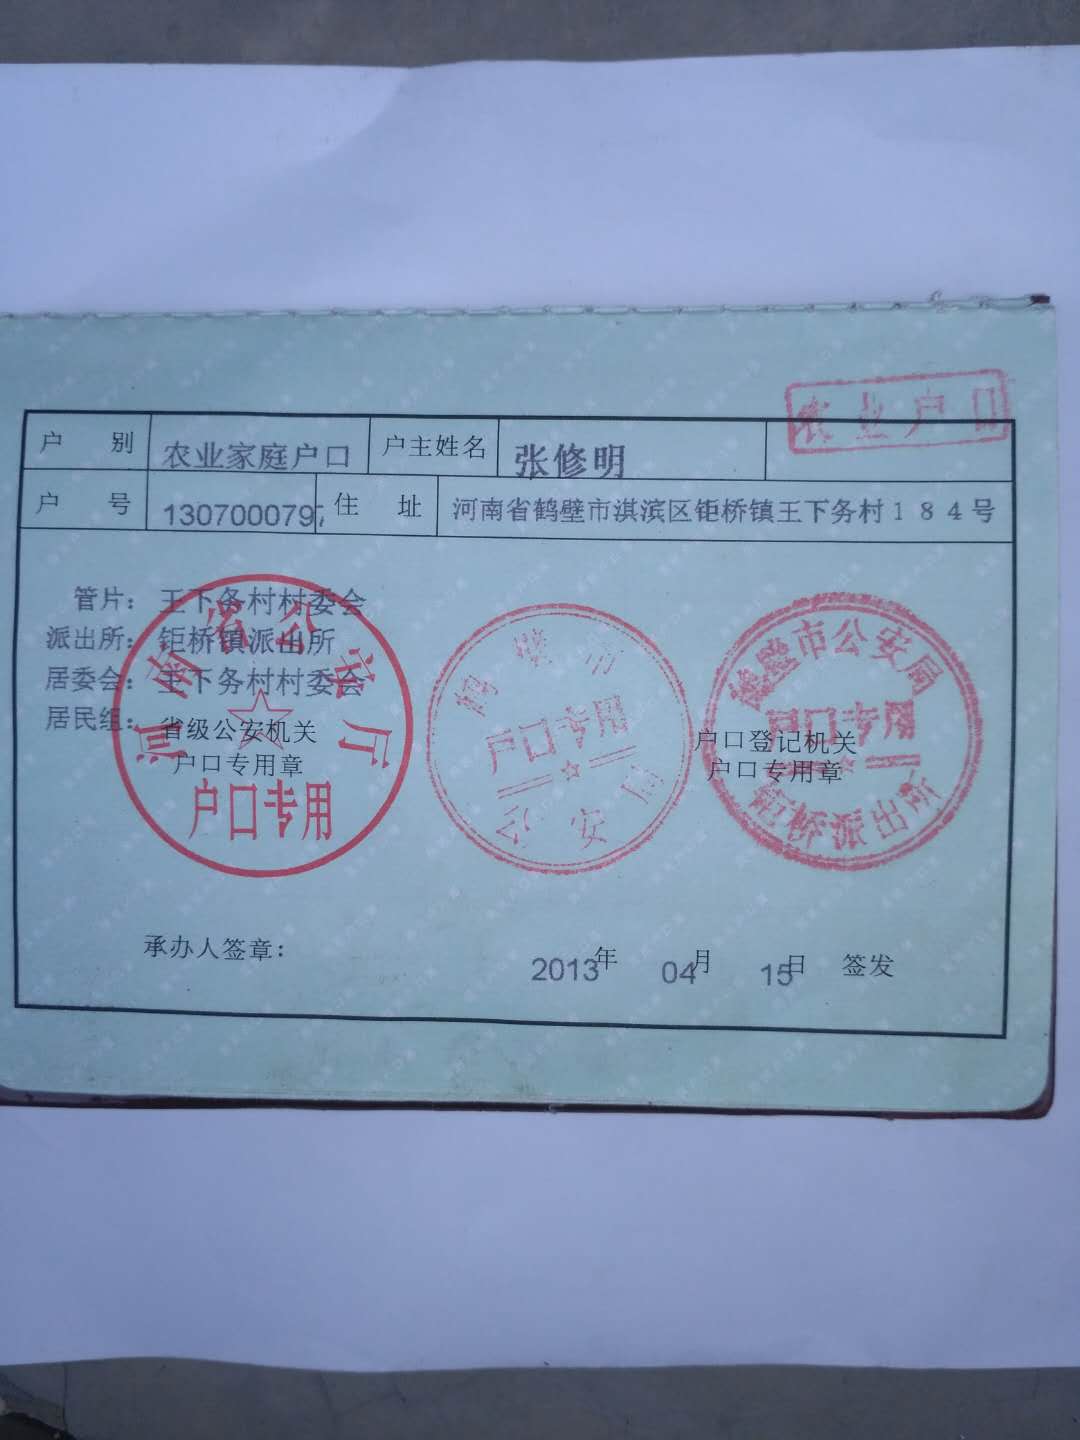 农业户口
户 别 农业家庭户口 户主姓名 张修明
户 号 130700079 住 址 河南省鹤壁市淇滨区钜桥镇王下务村184号
管片: 王下务村村委会
派出所: 钜桥镇派出所
居委会: 王下务村村委会
居民组:
河南省公安厅
省级公安机关
户口专用章
户口专用
鹤壁市
户口专用
公安局
鹤壁市公安局
户口专用
户口登记机关
户口专用章
钜桥派出所
承办人签章:
2013年 04月 15日 签发